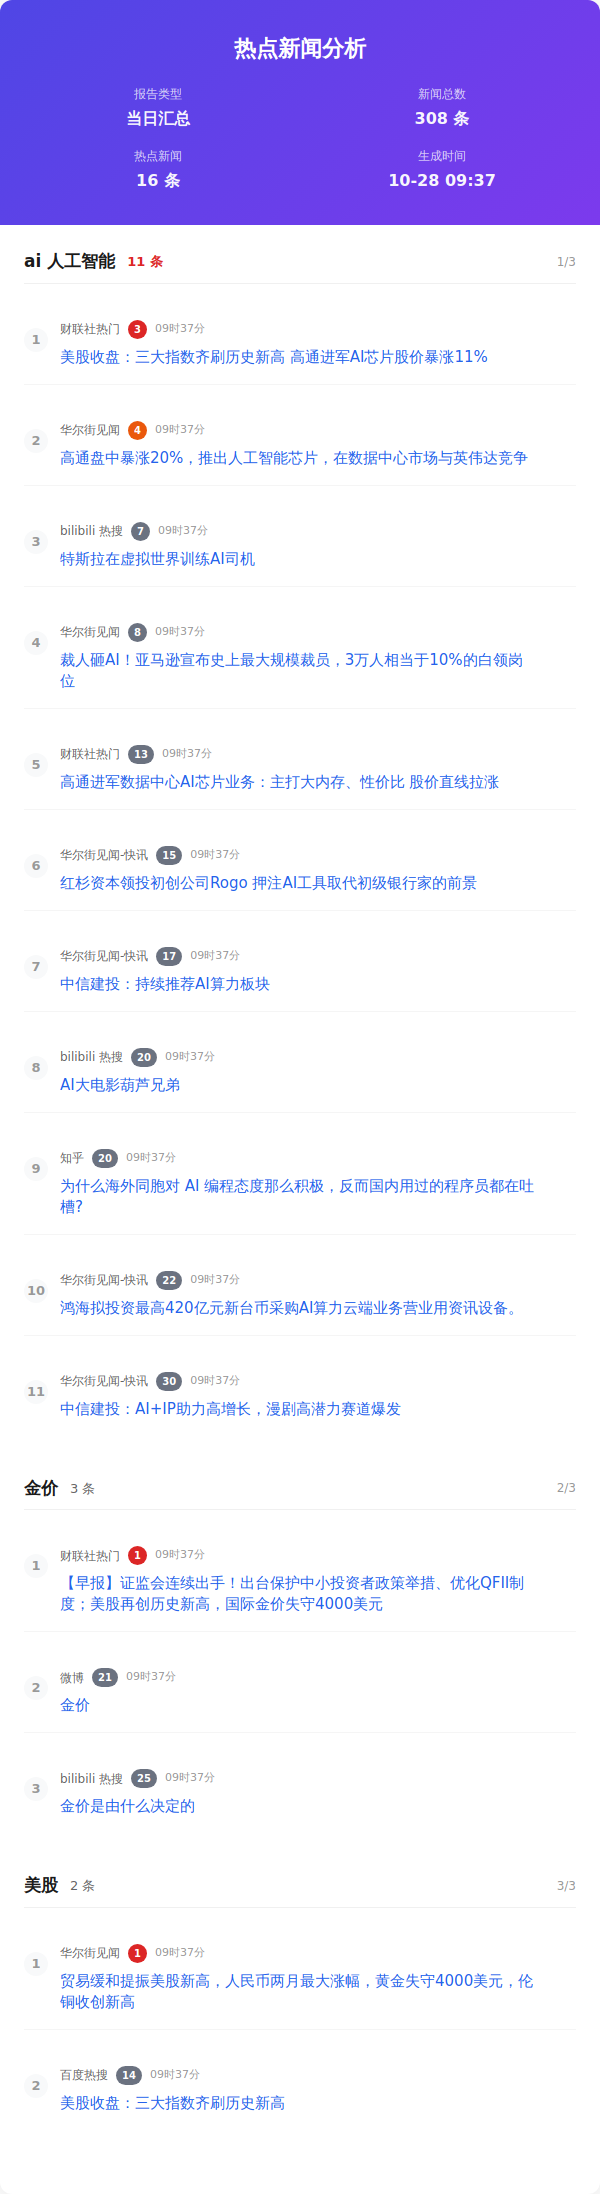 热点新闻分析
报告类型
新闻总数
当日汇总
308 条
热点新闻
生成时间
16 条
10-28 09:37
ai 人工智能 11 条 1/3
1
财联社热门 3 09时37分
美股收盘：三大指数齐刷历史新高 高通进军AI芯片股价暴涨11%
2
华尔街见闻 4 09时37分
高通盘中暴涨20%，推出人工智能芯片，在数据中心市场与英伟达竞争
3
bilibili 热搜 7 09时37分
特斯拉在虚拟世界训练AI司机
4
华尔街见闻 8 09时37分
裁人砸AI！亚马逊宣布史上最大规模裁员，3万人相当于10%的白领岗
位
5
财联社热门 13 09时37分
高通进军数据中心AI芯片业务：主打大内存、性价比 股价直线拉涨
6
华尔街见闻-快讯 15 09时37分
红杉资本领投初创公司Rogo 押注AI工具取代初级银行家的前景
7
华尔街见闻-快讯 17 09时37分
中信建投：持续推荐AI算力板块
8
bilibili 热搜 20 09时37分
AI大电影葫芦兄弟
9
知乎 20 09时37分
为什么海外同胞对 AI 编程态度那么积极，反而国内用过的程序员都在吐
槽?
10
华尔街见闻-快讯 22 09时37分
鸿海拟投资最高420亿元新台币采购AI算力云端业务营业用资讯设备。
11
华尔街见闻-快讯 30 09时37分
中信建投：AI+IP助力高增长，漫剧高潜力赛道爆发
金价 3 条 2/3
1
财联社热门 1 09时37分
【早报】证监会连续出手！出台保护中小投资者政策举措、优化QFII制
度；美股再创历史新高，国际金价失守4000美元
2
微博 21 09时37分
金价
3
bilibili 热搜 25 09时37分
金价是由什么决定的
美股 2 条 3/3
1
华尔街见闻 1 09时37分
贸易缓和提振美股新高，人民币两月最大涨幅，黄金失守4000美元，伦
铜收创新高
2
百度热搜 14 09时37分
美股收盘：三大指数齐刷历史新高